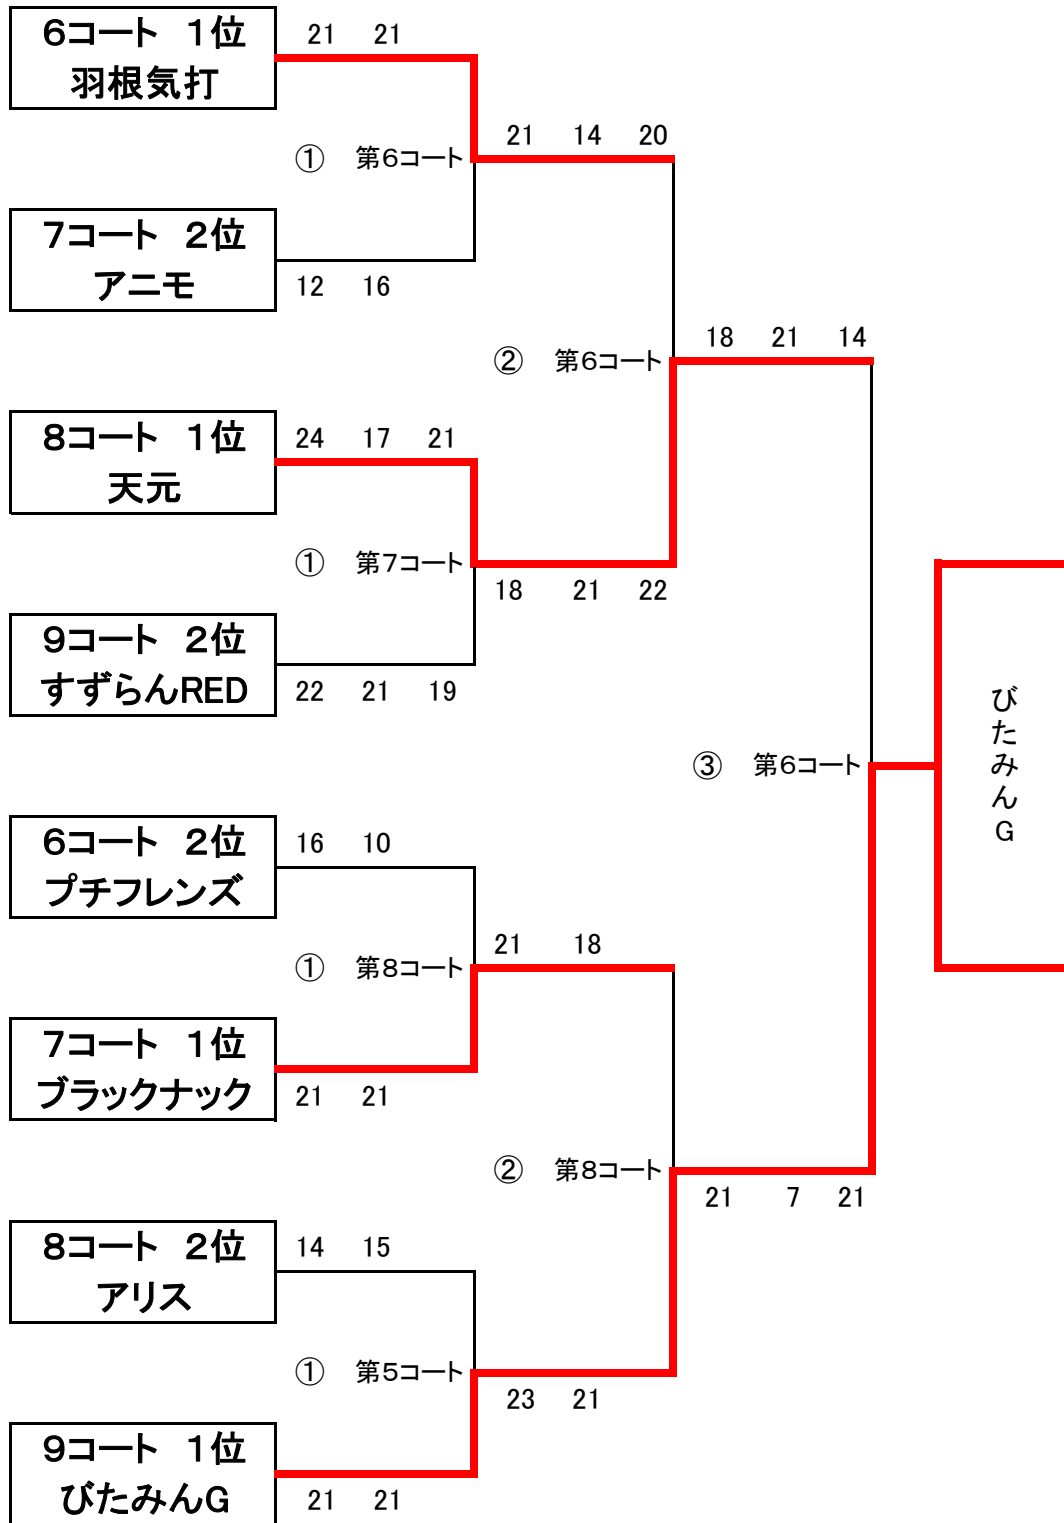 6コート　1位
羽根気打
21 21
① 第6コート
21 14 20
7コート　2位
アニモ
12 16
② 第6コート
18 21 14
8コート　1位
天元
24 17 21
① 第7コート
18 21 22
9コート　2位
すずらんRED
22 21 19
③ 第6コート
びたみんG
6コート　2位
プチフレンズ
16 10
① 第8コート
21 18
7コート　1位
ブラックナック
21 21
② 第8コート
21 7 21
8コート　2位
アリス
14 15
① 第5コート
23 21
9コート　1位
びたみんG
21 21